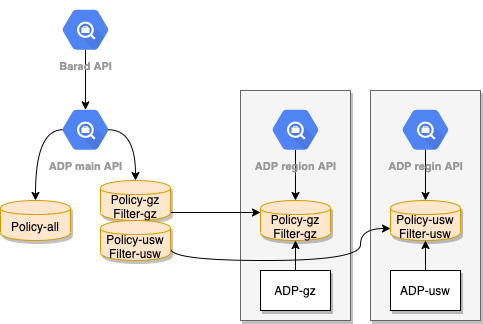 Barad API
ADP main API
ADP region API
ADP regin API
Policy-all
Policy-gz
Filter-gz
Policy-usw
Filter-usw
Policy-gz
Filter-gz
Policy-usw
Filter-usw
ADP-gz
ADP-usw